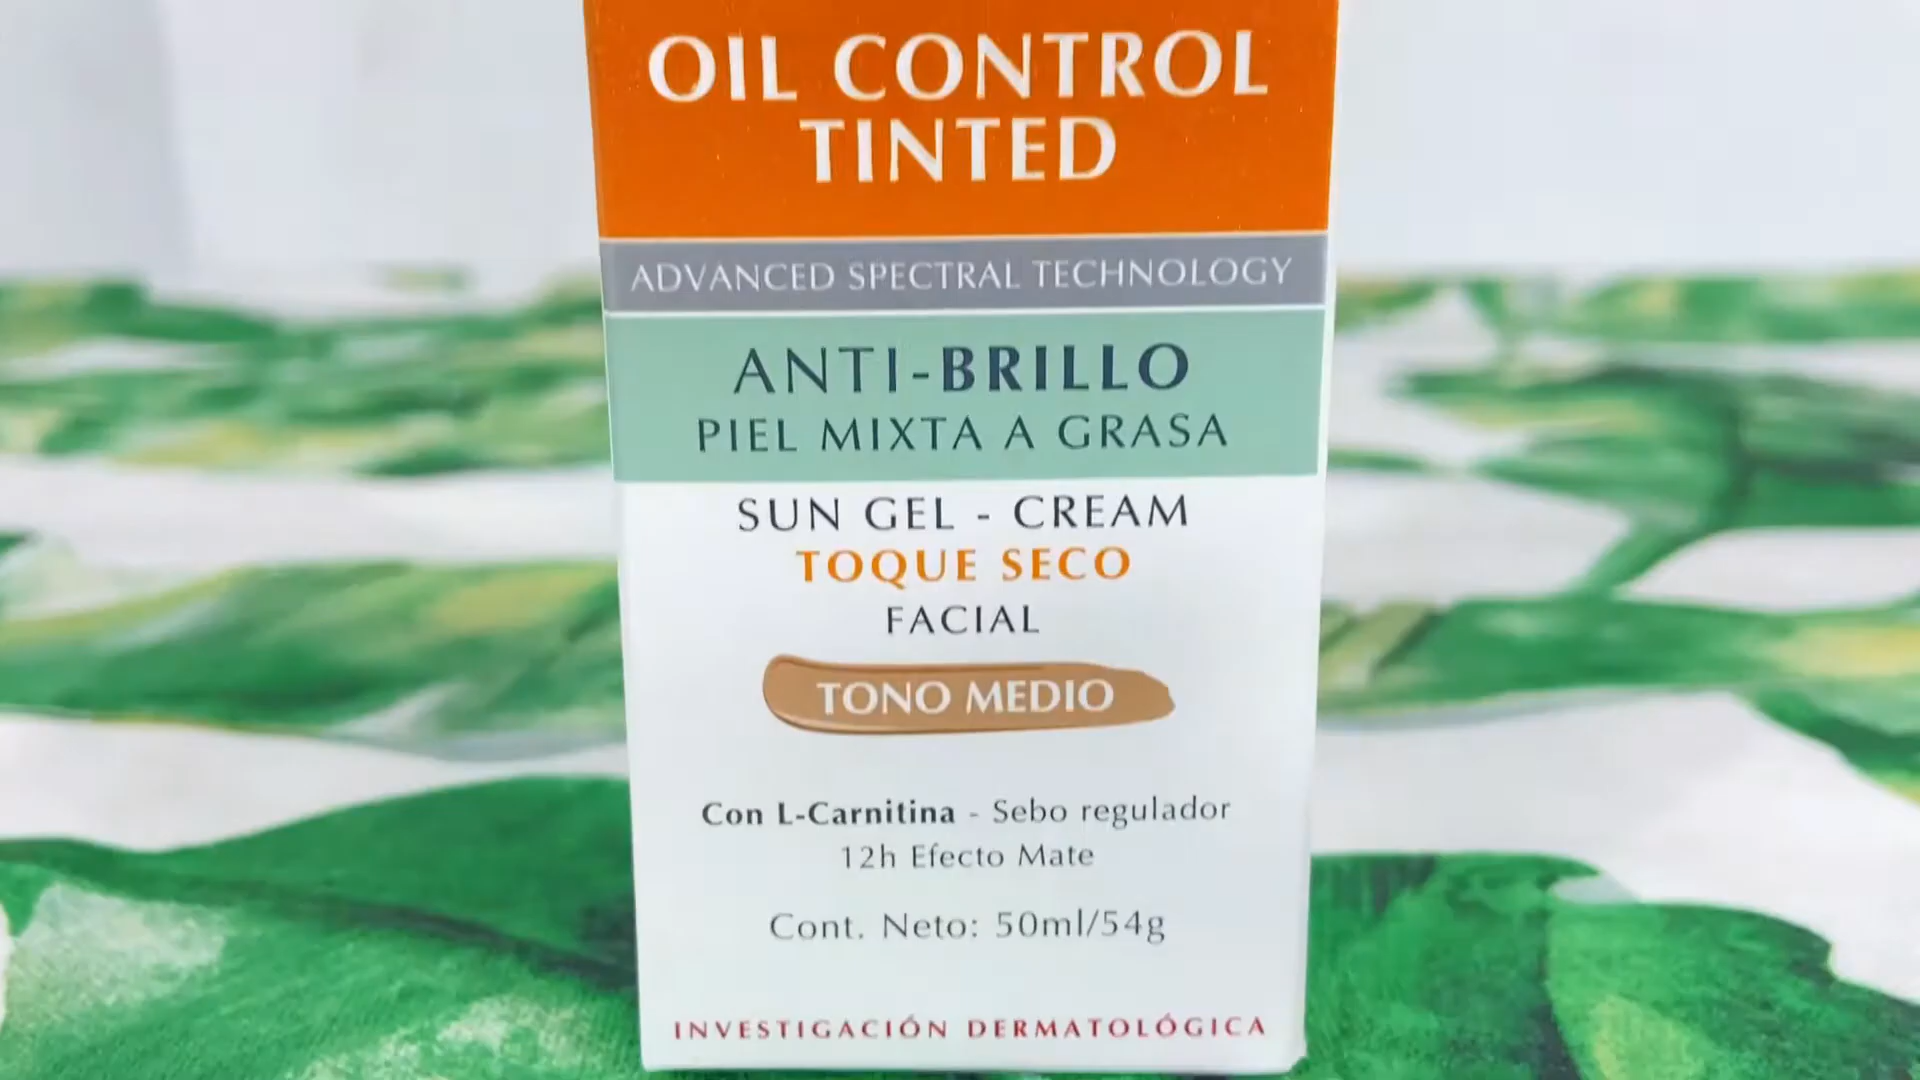 OIL CONTROL
TINTED
ADVANCED SPECTRAL TECHNOLOGY
ANTI-BRILLO
PIEL MIXTA A GRASA
SUN GEL - CREAM
TOQUE SECO
FACIAL
TONO MEDIO
Con L-Carnitina - Sebo regulador
12h Efecto Mate
Cont. Neto: 50ml/54g
INVESTIGACIÓN DERMATOLÓGICA